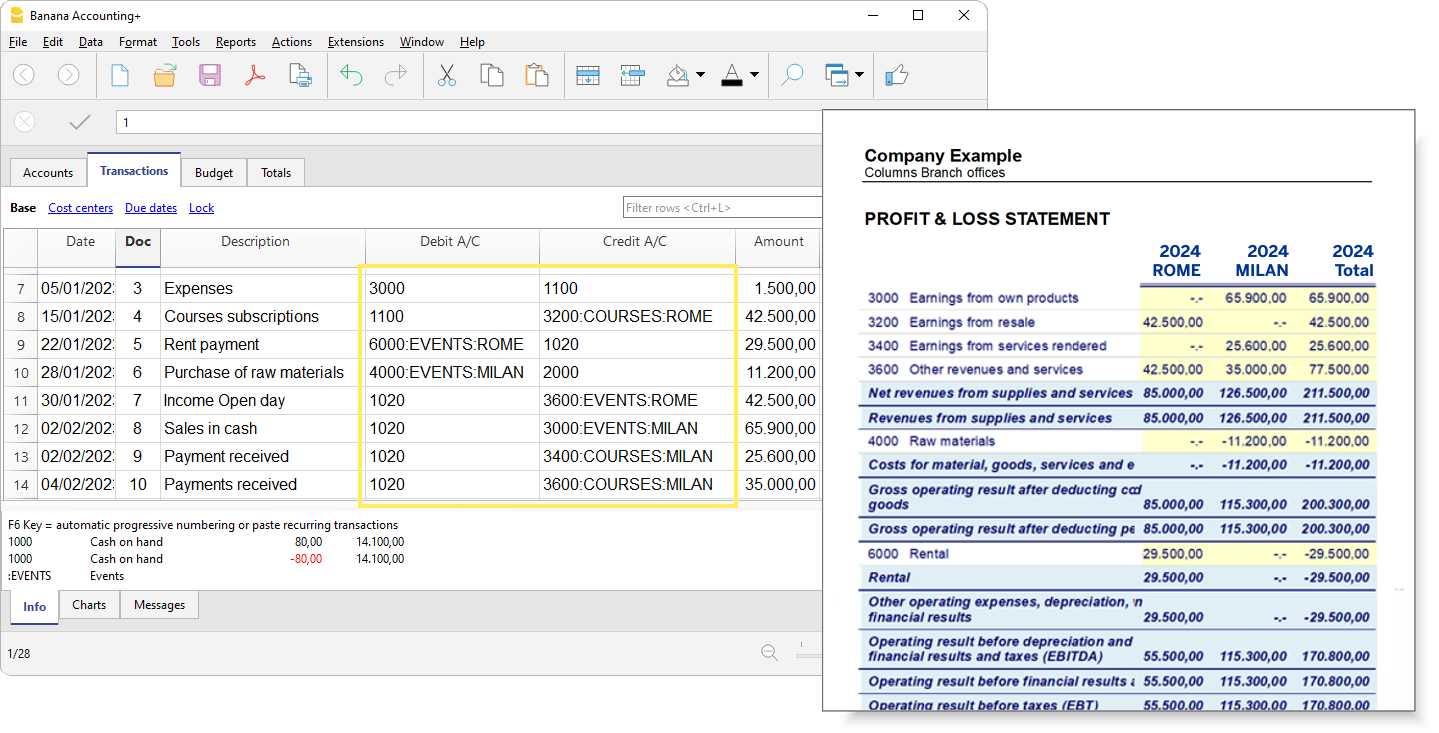 Banana Accounting+
File Edit Data Format Tools Reports Actions Extensions Window Help
1
Accounts Transactions Budget Totals
Base Cost centers Due dates Lock Filter rows <Ctrl+L>
Date Doc Description Debit A/C Credit A/C Amount
7 05/01/202 3 Expenses 3000 1100 1.500,00
8 15/01/202 4 Courses subscriptions 1100 3200:COURSES:ROME 42.500,00
9 22/01/202 5 Rent payment 6000:EVENTS:ROME 1020 29.500,00
10 28/01/202 6 Purchase of raw materials 4000:EVENTS:MILAN 2000 11.200,00
11 30/01/202 7 Income Open day 1020 3600:EVENTS:ROME 42.500,00
12 02/02/202 8 Sales in cash 1020 3000:EVENTS:MILAN 65.900,00
13 02/02/202 9 Payment received 1020 3400:COURSES:MILAN 25.600,00
14 04/02/202 10 Payments received 1020 3600:COURSES:MILAN 35.000,00
F6 Key = automatic progressive numbering or paste recurring transactions
1000 Cash on hand 80,00 14.100,00
1000 Cash on hand -80,00 14.100,00
:EVENTS Events
Info Charts Messages
1/28
Company Example
Columns Branch offices
PROFIT & LOSS STATEMENT
2024 2024 2024
ROME MILAN Total
3000 Earnings from own products -.- 65.900,00 65.900,00
3200 Earnings from resale 42.500,00 -.- 42.500,00
3400 Earnings from services rendered -.- 25.600,00 25.600,00
3600 Other revenues and services 42.500,00 35.000,00 77.500,00
Net revenues from supplies and services 85.000,00 126.500,00 211.500,00
Revenues from supplies and services 85.000,00 126.500,00 211.500,00
4000 Raw materials -.- -11.200,00 -11.200,00
Costs for material, goods, services and e -.- -11.200,00 -11.200,00
Gross operating result after deducting
goods 85.000,00 115.300,00 200.300,00
Gross operating result after deducting pe 85.000,00 115.300,00 200.300,00
6000 Rental 29.500,00 -.- -29.500,00
Rental 29.500,00 -.- -29.500,00
Other operating expenses, depreciation,
financial results 29.500,00 -.- -29.500,00
Operating result before depreciation and
financial results and taxes (EBITDA) 55.500,00 115.300,00 170.800,00
Operating result before financial results 55.500,00 115.300,00 170.800,00
Operating result before taxes (EBT) 55.500,00 115.300,00 170.800,00